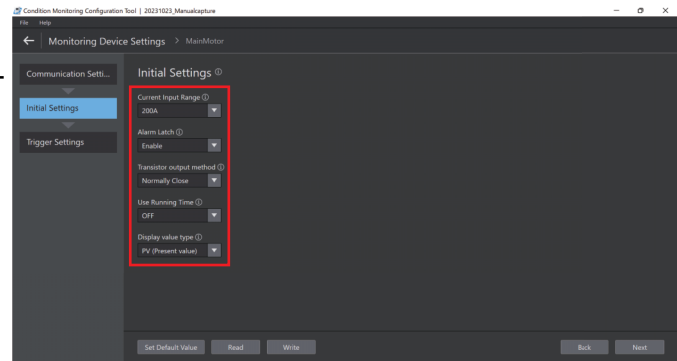 Condition Monitoring Configuration Tool | 20231023_Manualcapture
File Help
Monitoring Device Settings > MainMotor
Communication Setti...
Initial Settings
Trigger Settings
Initial Settings
Current Input Range
200A
Alarm Latch
Enable
Transistor output method
Normally Close
Use Running Time
OFF
Display value type
PV (Present value)
Set Default Value Read Write Back Next